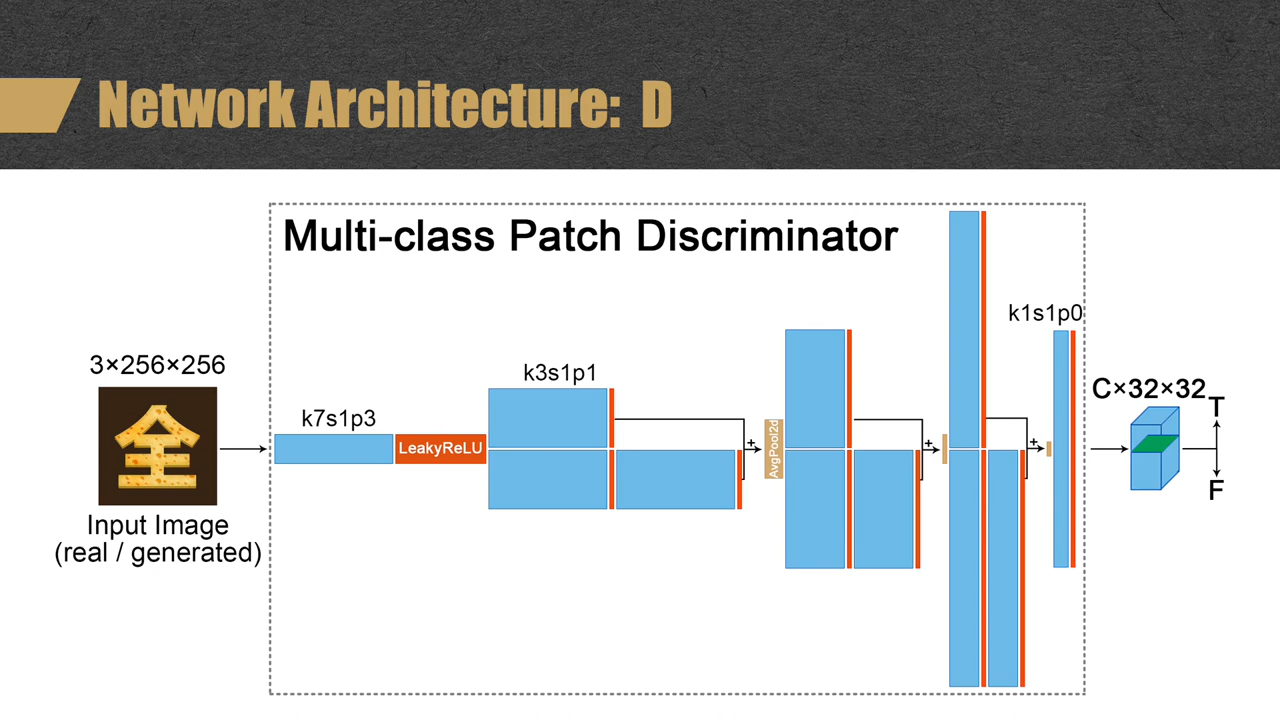 Network Architecture: D
Multi-class Patch Discriminator
3×256×256
全
Input Image
(real / generated)
k7s1p3
LeakyReLU
k3s1p1
+
AvgPool2d
+
+
k1s1p0
C×32×32
T
F